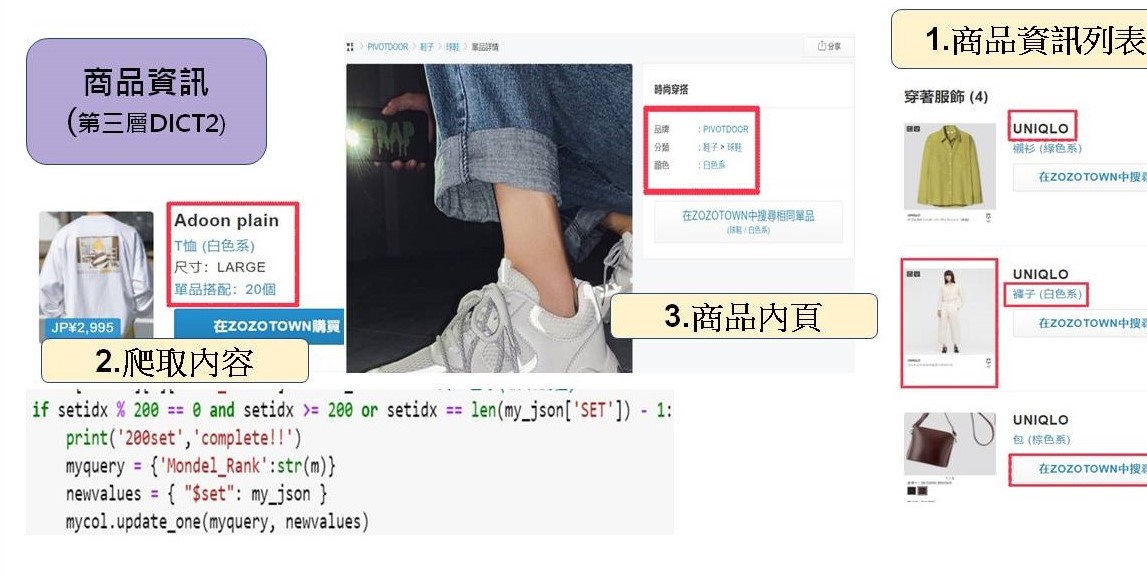 商品資訊
(第三層DICT2)
PIVOTDOOR > 鞋子 > 球鞋 > 單品詳情
分享
時尚穿搭
品牌 : PIVOTDOOR
分類 : 鞋子 > 球鞋
顏色 : 白色系
在ZOZOTOWN中搜尋相同單品
(球鞋 / 白色系)
TRAP
3.商品內頁
1.商品資訊列表
穿著服飾 (4)
UNIQLO
襯衫 (綠色系)
在ZOZOTOWN中搜尋
UNIQLO
褲子 (白色系)
在ZOZOTOWN中搜尋
UNIQLO
包 (棕色系)
在ZOZOTOWN中搜尋
Adoon plain
T恤 (白色系)
尺寸: LARGE
單品搭配: 20個
JP¥2,995
在ZOZOTOWN購買
2.爬取內容
if setidx % 200 == 0 and setidx >= 200 or setidx == len(my_json['SET']) - 1:
print('200set','complete!!')
myquery = {'Mondel_Rank':str(m)}
newvalues = { "$set": my_json }
mycol.update_one(myquery, newvalues)